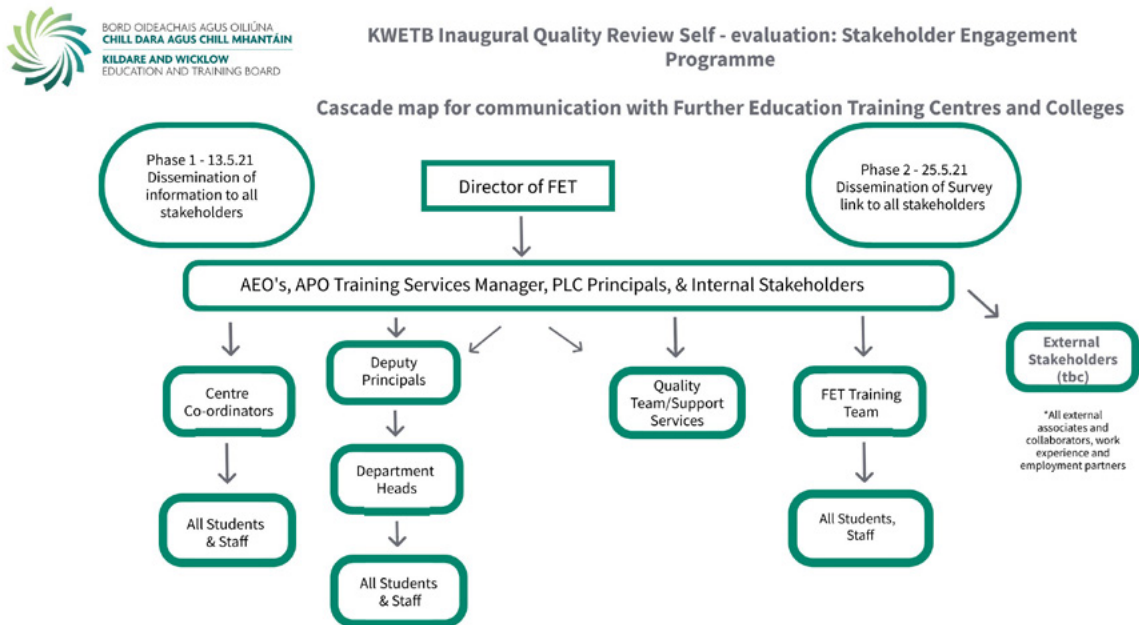 BORD OIDEACHAIS AGUS OILIÚNA
CHILL DARA AGUS CHILL MHANTÁIN
KILDARE AND WICKLOW
EDUCATION AND TRAINING BOARD
KWETB Inaugural Quality Review Self - evaluation: Stakeholder Engagement
Programme
Cascade map for communication with Further Education Training Centres and Colleges
Phase 1 - 13.5.21
Dissemination of
information to all
stakeholders
Director of FET
Phase 2 - 25.5.21
Dissemination of Survey
link to all stakeholders
AEO's, APO Training Services Manager, PLC Principals, & Internal Stakeholders
Centre
Co-ordinators
All Students
& Staff
Deputy
Principals
Department
Heads
All Students
& Staff
Quality
Team/Support
Services
FET Training
Team
All Students,
Staff
External
Stakeholders
(tbc)
*All external
associates and
collaborators, work
experience and
employment partners